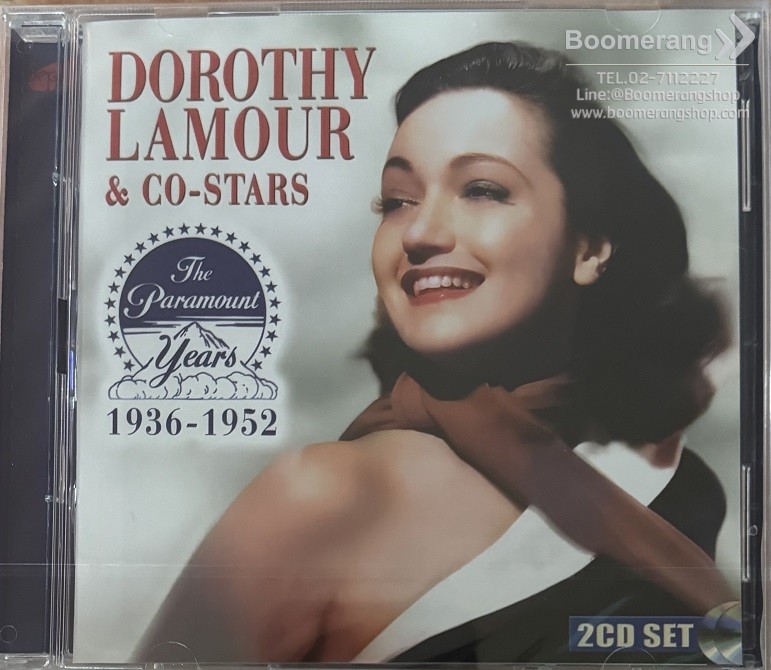 Boomerang
TEL.02-7112227
Line:@Boomerangshop
www.boomerangshop.com
DOROTHY
LAMOUR
& CO-STARS
The
Paramount
Years
1936-1952
2CD SET